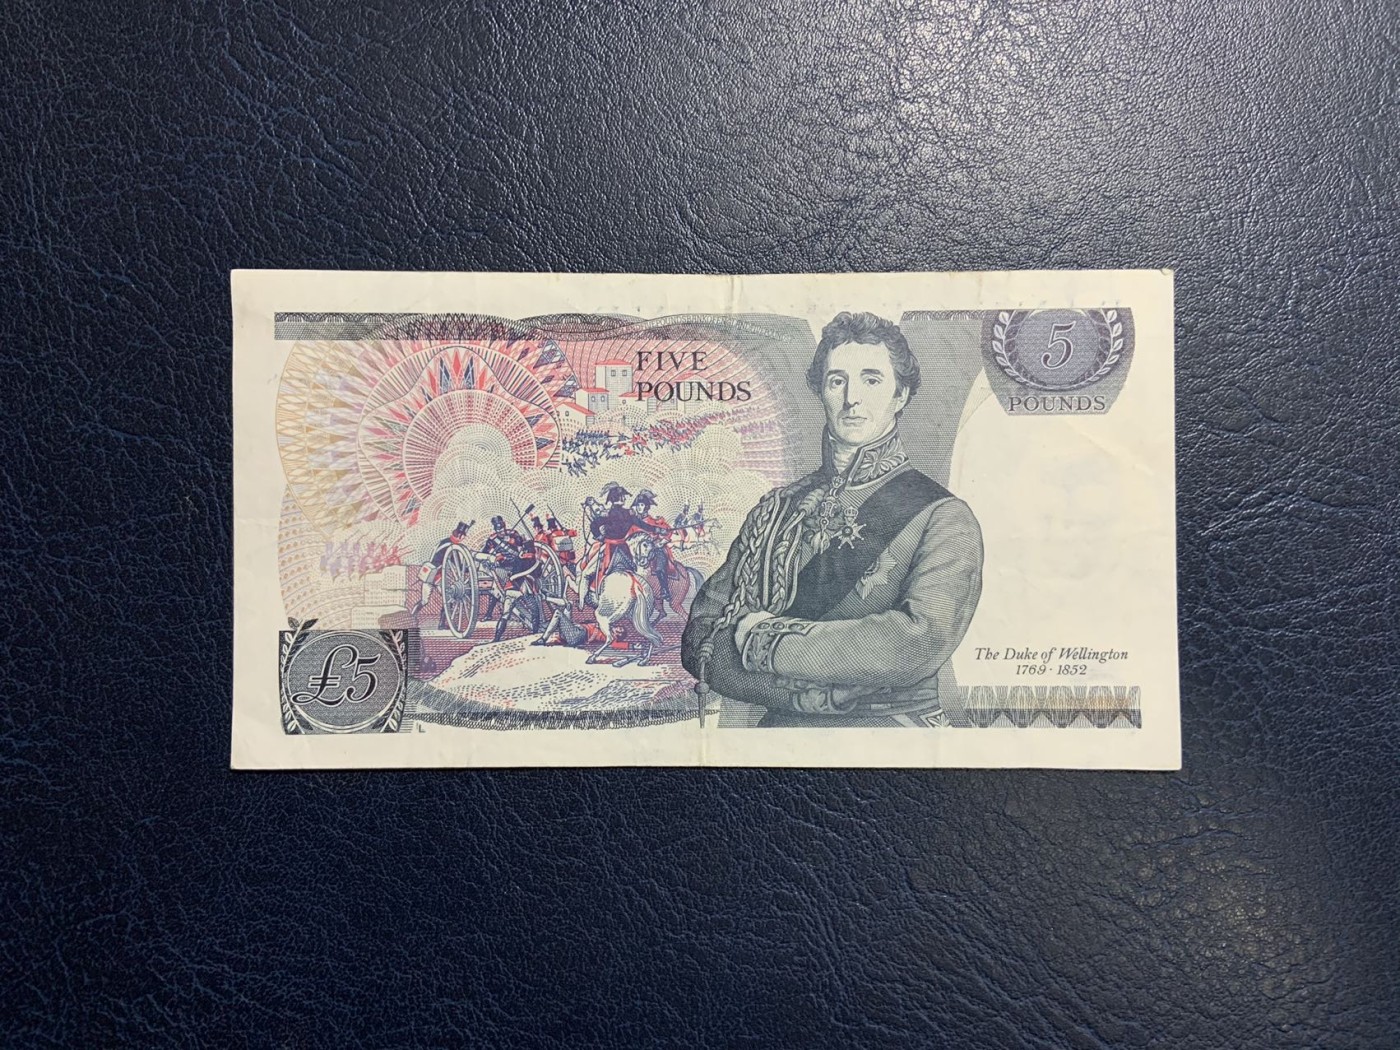 FIVE
POUNDS
5
POUNDS
The Duke of Wellington
1769 · 1852
£5
L